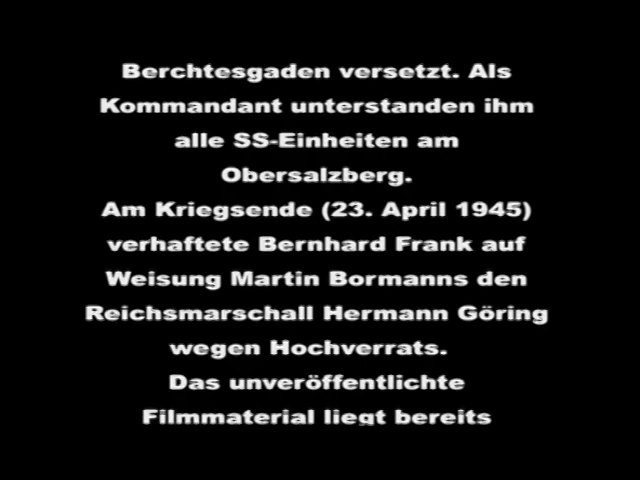 Berchtesgaden versetzt. Als
Kommandant unterstanden ihm
alle SS-Einheiten am
Obersalzberg.
Am Kriegsende (23. April 1945)
verhaftete Bernhard Frank auf
Weisung Martin Bormanns den
Reichsmarschall Hermann Göring
wegen Hochverrats.
Das unveröffentlichte
Filmmaterial liegt bereits